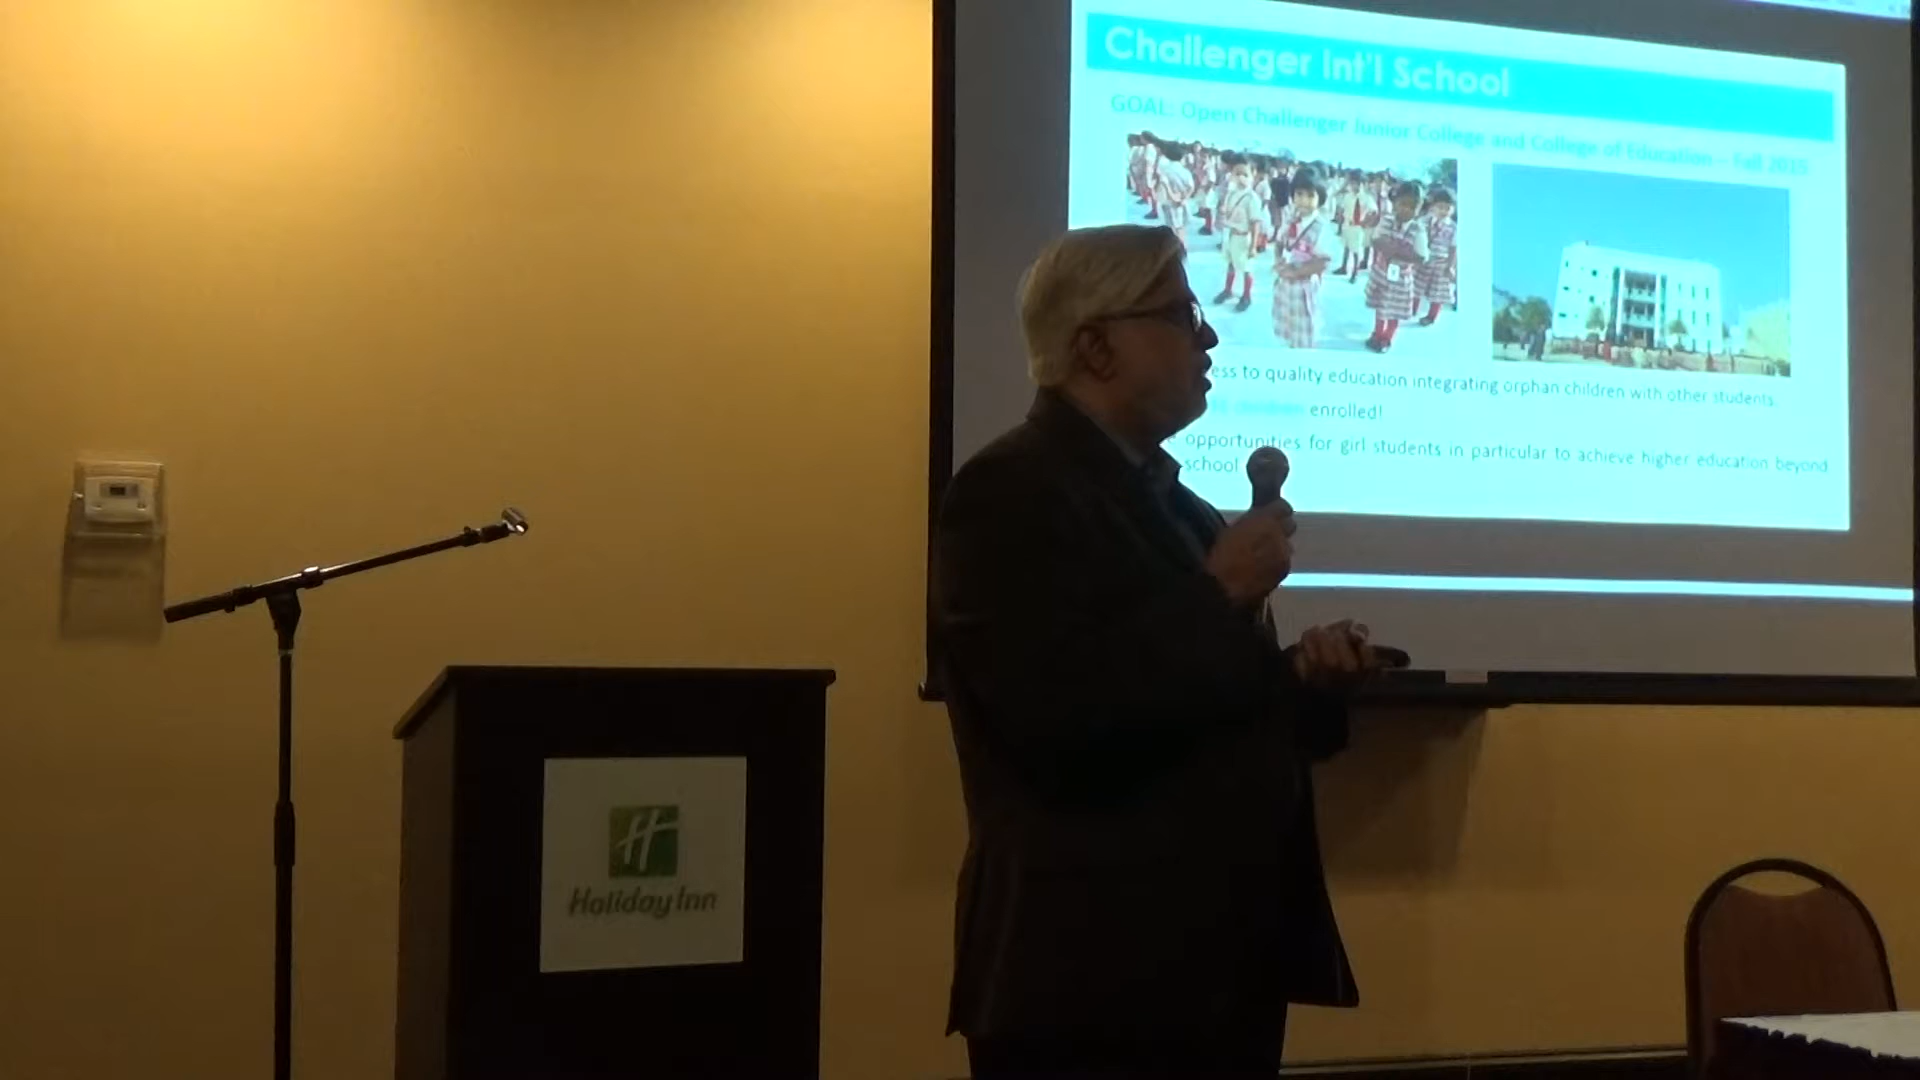 Challenger Int'l School
GOAL: Open Challenger Junior College and College of Education – Fall 2015
to quality education integrating orphan children with other students.
enrolled!
opportunities for girl students in particular to achieve higher education beyond
school
H
Holiday Inn